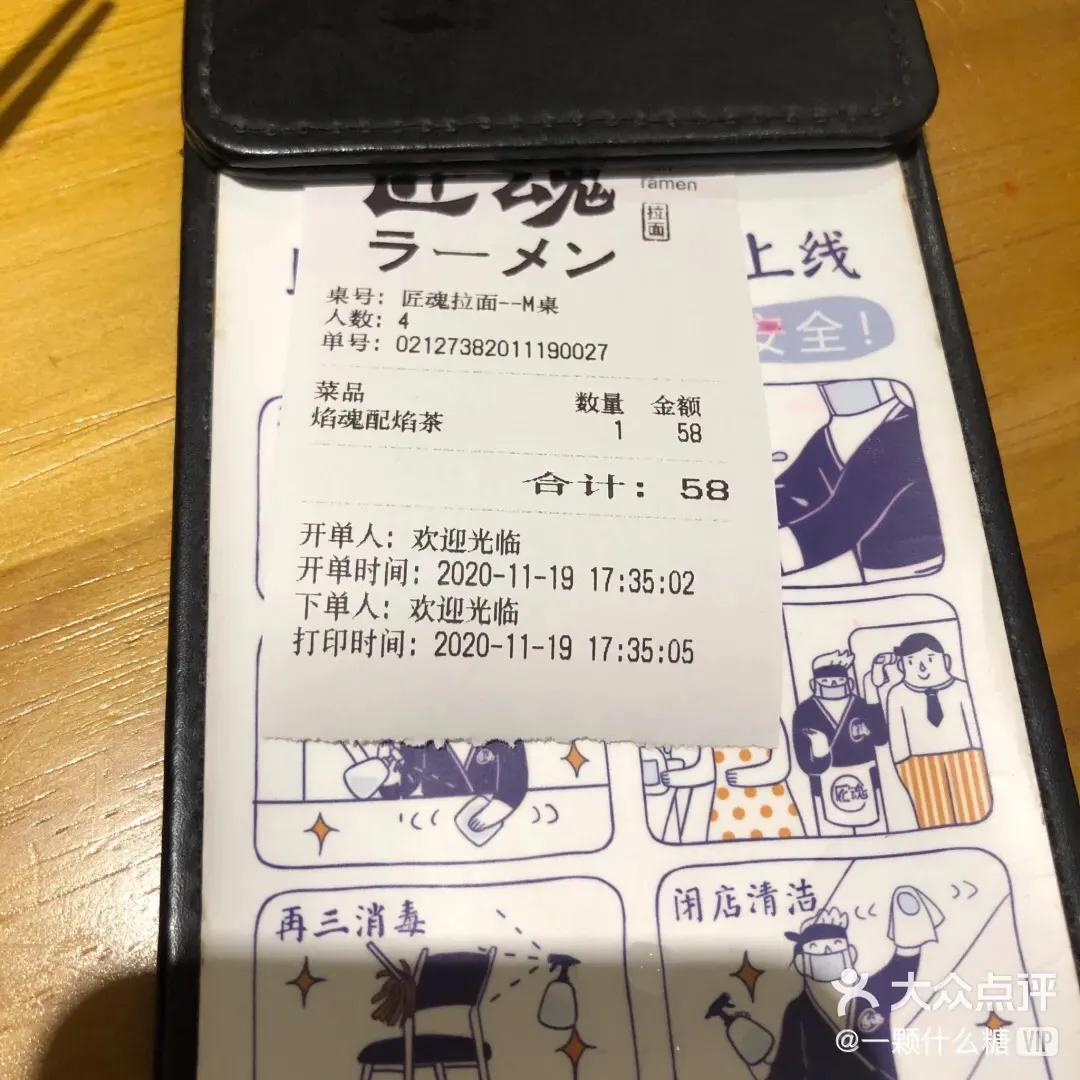 匠魂
ramen
拉面
ラーメン
上线
安全！
桌号：匠魂拉面--M桌
人数：4
单号：02127382011190027
菜品 数量 金额
焰魂配焰茶 1 58
合计：58
开单人：欢迎光临
开单时间：2020-11-19 17:35:02
下单人：欢迎光临
打印时间：2020-11-19 17:35:05
匠魂
再三消毒
闭店清洁
大众点评
@一颗什么糖 VIP